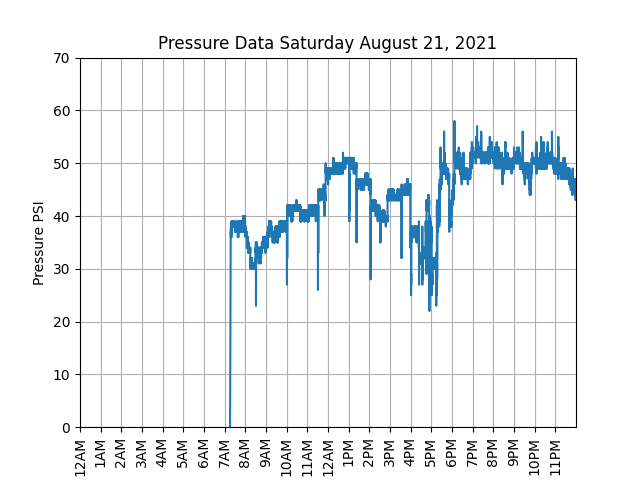 Pressure Data Saturday August 21, 2021
Pressure PSI
70
60
50
40
30
20
10
0
12AM
1AM
2AM
3AM
4AM
5AM
6AM
7AM
8AM
9AM
10AM
11AM
12AM
1PM
2PM
3PM
4PM
5PM
6PM
7PM
8PM
9PM
10PM
11PM